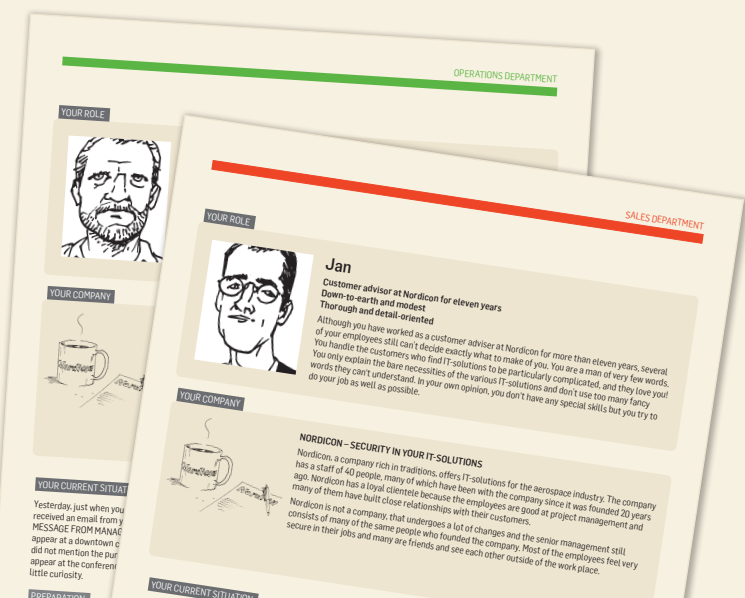 OPERATIONS DEPARTMENT
YOUR ROLE
YOUR COMPANY
NordIcon
YOUR CURRENT SITUAT
Yesterday, just when you
received an email from y
MESSAGE FROM MANAG
appear at a downtown c
did not mention the pur
appear at the conferenc
little curiosity.
PREPARATION
SALES DEPARTMENT
YOUR ROLE
Jan
Customer advisor at Nordicon for eleven years
Down-to-earth and modest
Thorough and detail-oriented
Although you have worked as a customer adviser at Nordicon for more than eleven years, several
of your employees still can't decide exactly what to make of you. You are a man of very few words.
You handle the customers who find IT-solutions to be particularly complicated, and they love you!
You only explain the bare necessities of the various IT-solutions and don't use too many fancy
words they can't understand. In your own opinion, you don't have any special skills but you try to
do your job as well as possible.
YOUR COMPANY
NORDICON – SECURITY IN YOUR IT-SOLUTIONS
Nordicon, a company rich in traditions, offers IT-solutions for the aerospace industry. The company
has a staff of 40 people, many of which have been with the company since it was founded 20 years
ago. Nordicon has a loyal clientele because the employees are good at project management and
many of them have built close relationships with their customers.
Nordicon is not a company, that undergoes a lot of changes and the senior management still
consists of many of the same people who founded the company. Most of the employees feel very
secure in their jobs and many are friends and see each other outside of the work place.
YOUR CURRENT SITUATION